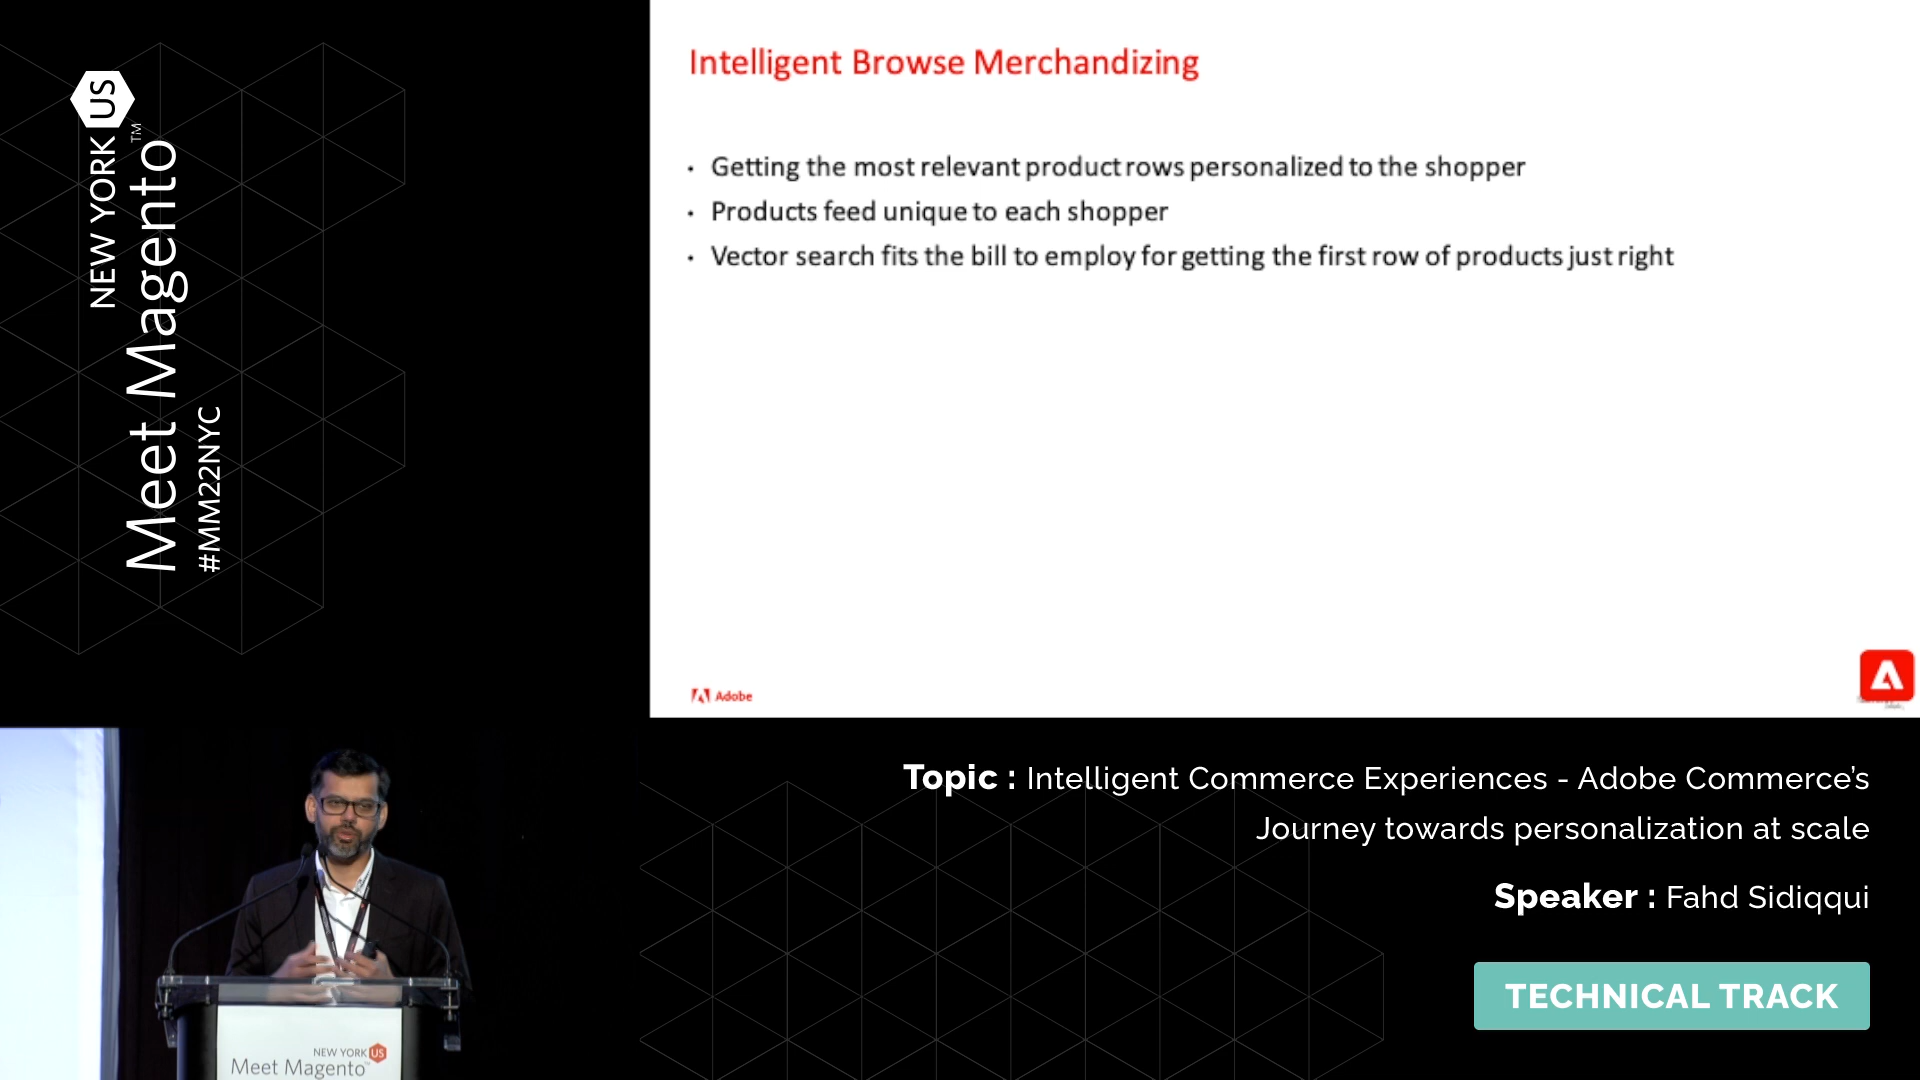 NEW YORK US
Meet Magento™
#MM22NYC
Intelligent Browse Merchandizing
• Getting the most relevant product rows personalized to the shopper
• Products feed unique to each shopper
• Vector search fits the bill to employ for getting the first row of products just right
Adobe
Topic : Intelligent Commerce Experiences - Adobe Commerce's
Journey towards personalization at scale
Speaker : Fahd Sidiqqui
TECHNICAL TRACK
NEW YORK US
Meet Magento